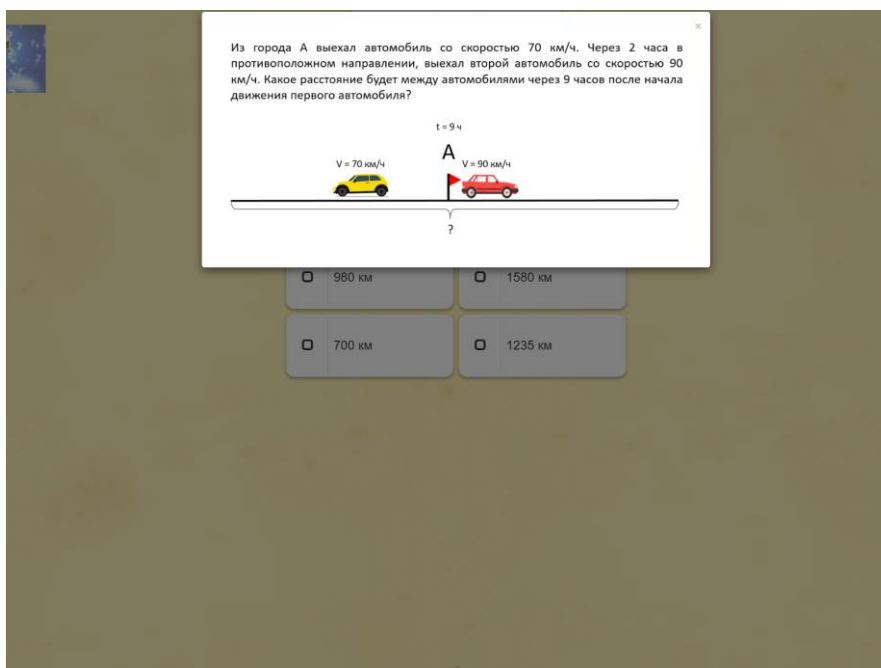 Из города А выехал автомобиль со скоростью 70 км/ч. Через 2 часа в
противоположном направлении, выехал второй автомобиль со скоростью 90
км/ч. Какое расстояние будет между автомобилями через 9 часов после начала
движения первого автомобиля?
t = 9 ч
А
V = 70 км/ч
V = 90 км/ч
?
980 км
1580 км
700 км
1235 км